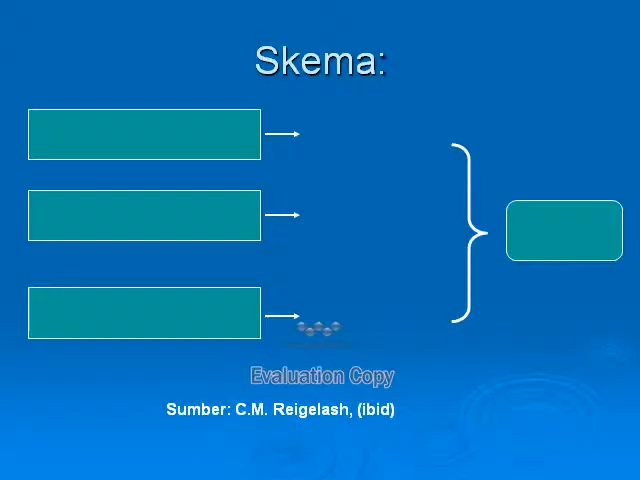 Skema:
Evaluation Copy
Sumber: C.M. Reigelash, (ibid)